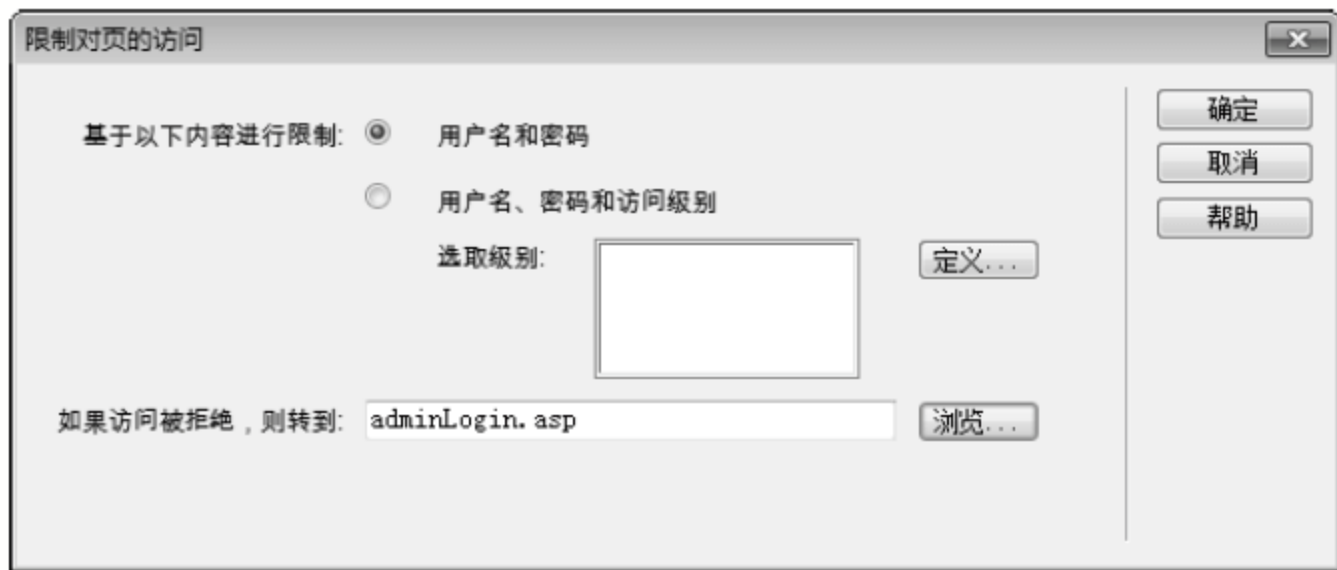 限制对页的访问
基于以下内容进行限制: 用户名和密码
用户名、密码和访问级别
选取级别: 定义...
如果访问被拒绝，则转到: adminLogin.asp 浏览...
确定
取消
帮助